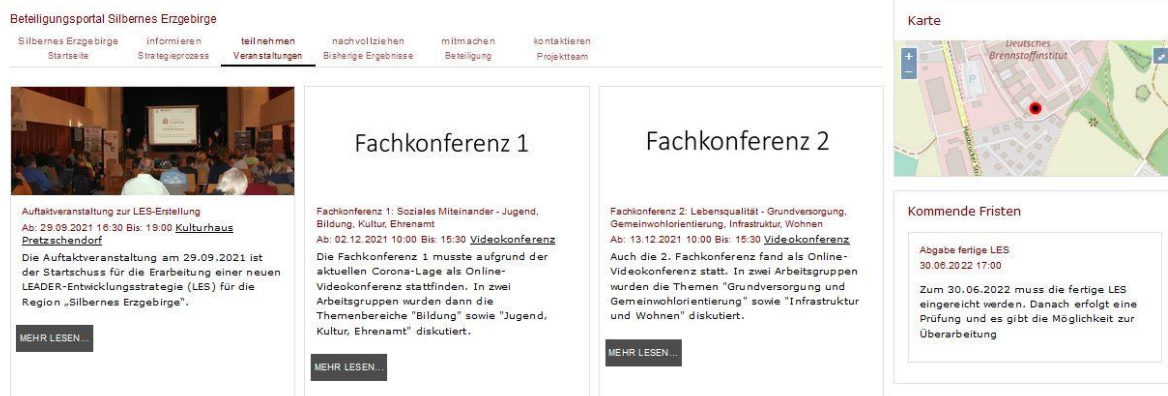 Beteiligungsportal Silbernes Erzgebirge
Silbernes Erzgebirge
Startseite
informieren
Strategieprozess
teilnehmen
Veranstaltungen
nachvollziehen
Bisherige Ergebnisse
mitmachen
Beteiligung
kontaktieren
Projektteam
Auftaktveranstaltung zur LES-Erstellung
Ab: 29.09.2021 16:30 Bis: 19:00 Kulturhaus
Pretzschendorf
Die Auftaktveranstaltung am 29.09.2021 ist
der Startschuss für die Erarbeitung einer neuen
LEADER-Entwicklungsstrategie (LES) für die
Region „Silbernes Erzgebirge“.
MEHR LESEN...
Fachkonferenz 1
Fachkonferenz 1: Soziales Miteinander - Jugend,
Bildung, Kultur, Ehrenamt
Ab: 02.12.2021 10:00 Bis: 15:30 Videokonferenz
Die Fachkonferenz 1 musste aufgrund der
aktuellen Corona-Lage als Online-
Videokonferenz stattfinden. In zwei
Arbeitsgruppen wurden dann die
Themenbereiche "Bildung" sowie "Jugend,
Kultur, Ehrenamt" diskutiert.
MEHR LESEN...
Fachkonferenz 2
Fachkonferenz 2: Lebensqualität - Grundversorgung,
Gemeinwohlorientierung, Infrastruktur, Wohnen
Ab: 13.12.2021 10:00 Bis: 15:30 Videokonferenz
Auch die 2. Fachkonferenz fand als Online-
Videokonferenz statt. In zwei Arbeitsgruppen
wurden die Themen "Grundversorgung und
Gemeinwohlorientierung" sowie "Infrastruktur
und Wohnen" diskutiert.
MEHR LESEN...
Karte
+
−
Deutsches
Brennstoffinstitut
P
Kommende Fristen
Abgabe fertige LES
30.06.2022 17:00
Zum 30.06.2022 muss die fertige LES
eingereicht werden. Danach erfolgt eine
Prüfung und es gibt die Möglichkeit zur
Überarbeitung